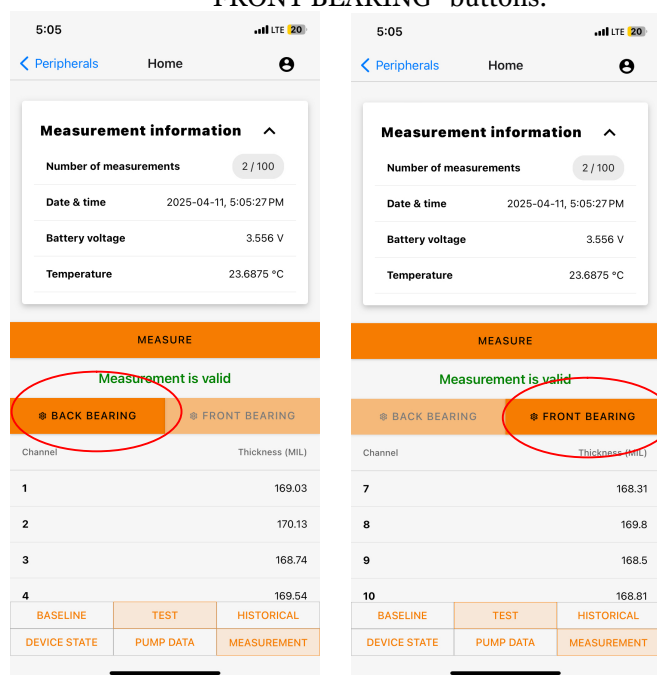 FRONT BEARING" buttons.
5:05 LTE 20
Peripherals Home
Measurement information
Number of measurements 2 / 100
Date & time 2025-04-11, 5:05:27 PM
Battery voltage 3.556 V
Temperature 23.6875 °C
MEASURE
Measurement is valid
BACK BEARING FRONT BEARING
Channel Thickness (MIL)
1 169.03
2 170.13
3 168.74
4 169.54
BASELINE TEST HISTORICAL
DEVICE STATE PUMP DATA MEASUREMENT
5:05 LTE 20
Peripherals Home
Measurement information
Number of measurements 2 / 100
Date & time 2025-04-11, 5:05:27 PM
Battery voltage 3.556 V
Temperature 23.6875 °C
MEASURE
Measurement is valid
BACK BEARING FRONT BEARING
Channel Thickness (MIL)
7 168.31
8 169.8
9 168.5
10 168.81
BASELINE TEST HISTORICAL
DEVICE STATE PUMP DATA MEASUREMENT